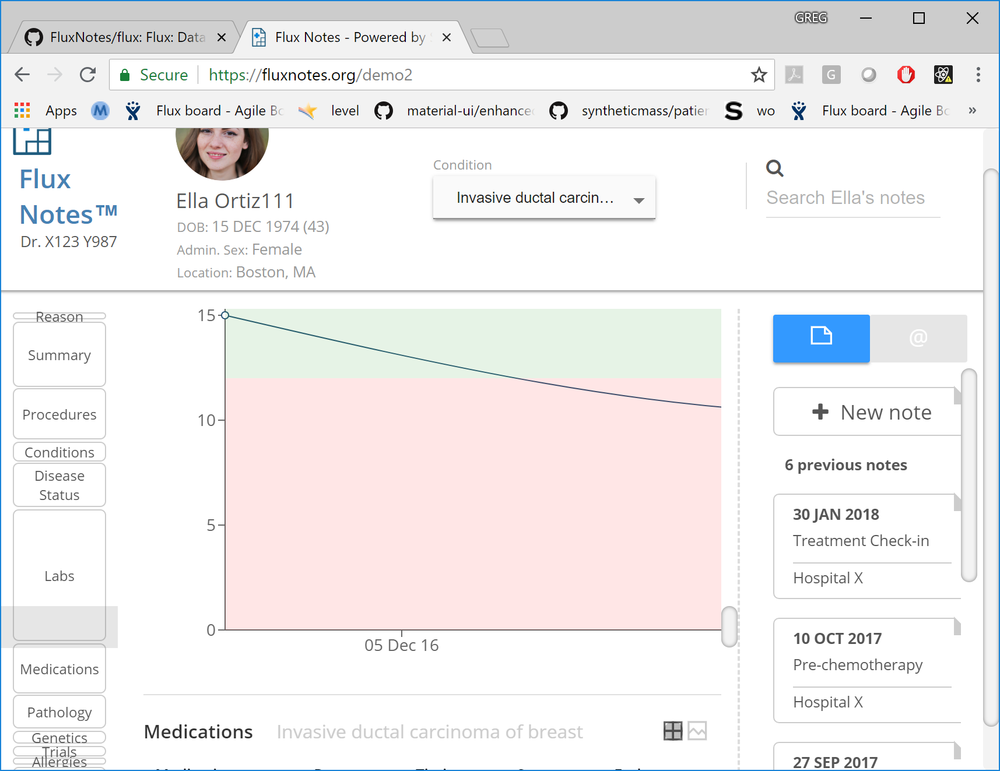 GREG
FluxNotes/flux: Flux: Data
Flux Notes - Powered by
Secure https://fluxnotes.org/demo2
G
Apps M Flux board - Agile Bo level material-ui/enhanced syntheticmass/patien S wo Flux board - Agile Bo »
Flux
Notes™
Dr. X123 Y987
Ella Ortiz111
DOB: 15 DEC 1974 (43)
Admin. Sex: Female
Location: Boston, MA
Condition
Invasive ductal carcin...
Search Ella's notes
Reason
Summary
Procedures
Conditions
Disease
Status
Labs
Medications
Pathology
Genetics
Trials
Allergies
15
10
5
0
05 Dec 16
Medications Invasive ductal carcinoma of breast
@
New note
6 previous notes
30 JAN 2018
Treatment Check-in
Hospital X
10 OCT 2017
Pre-chemotherapy
Hospital X
27 SEP 2017